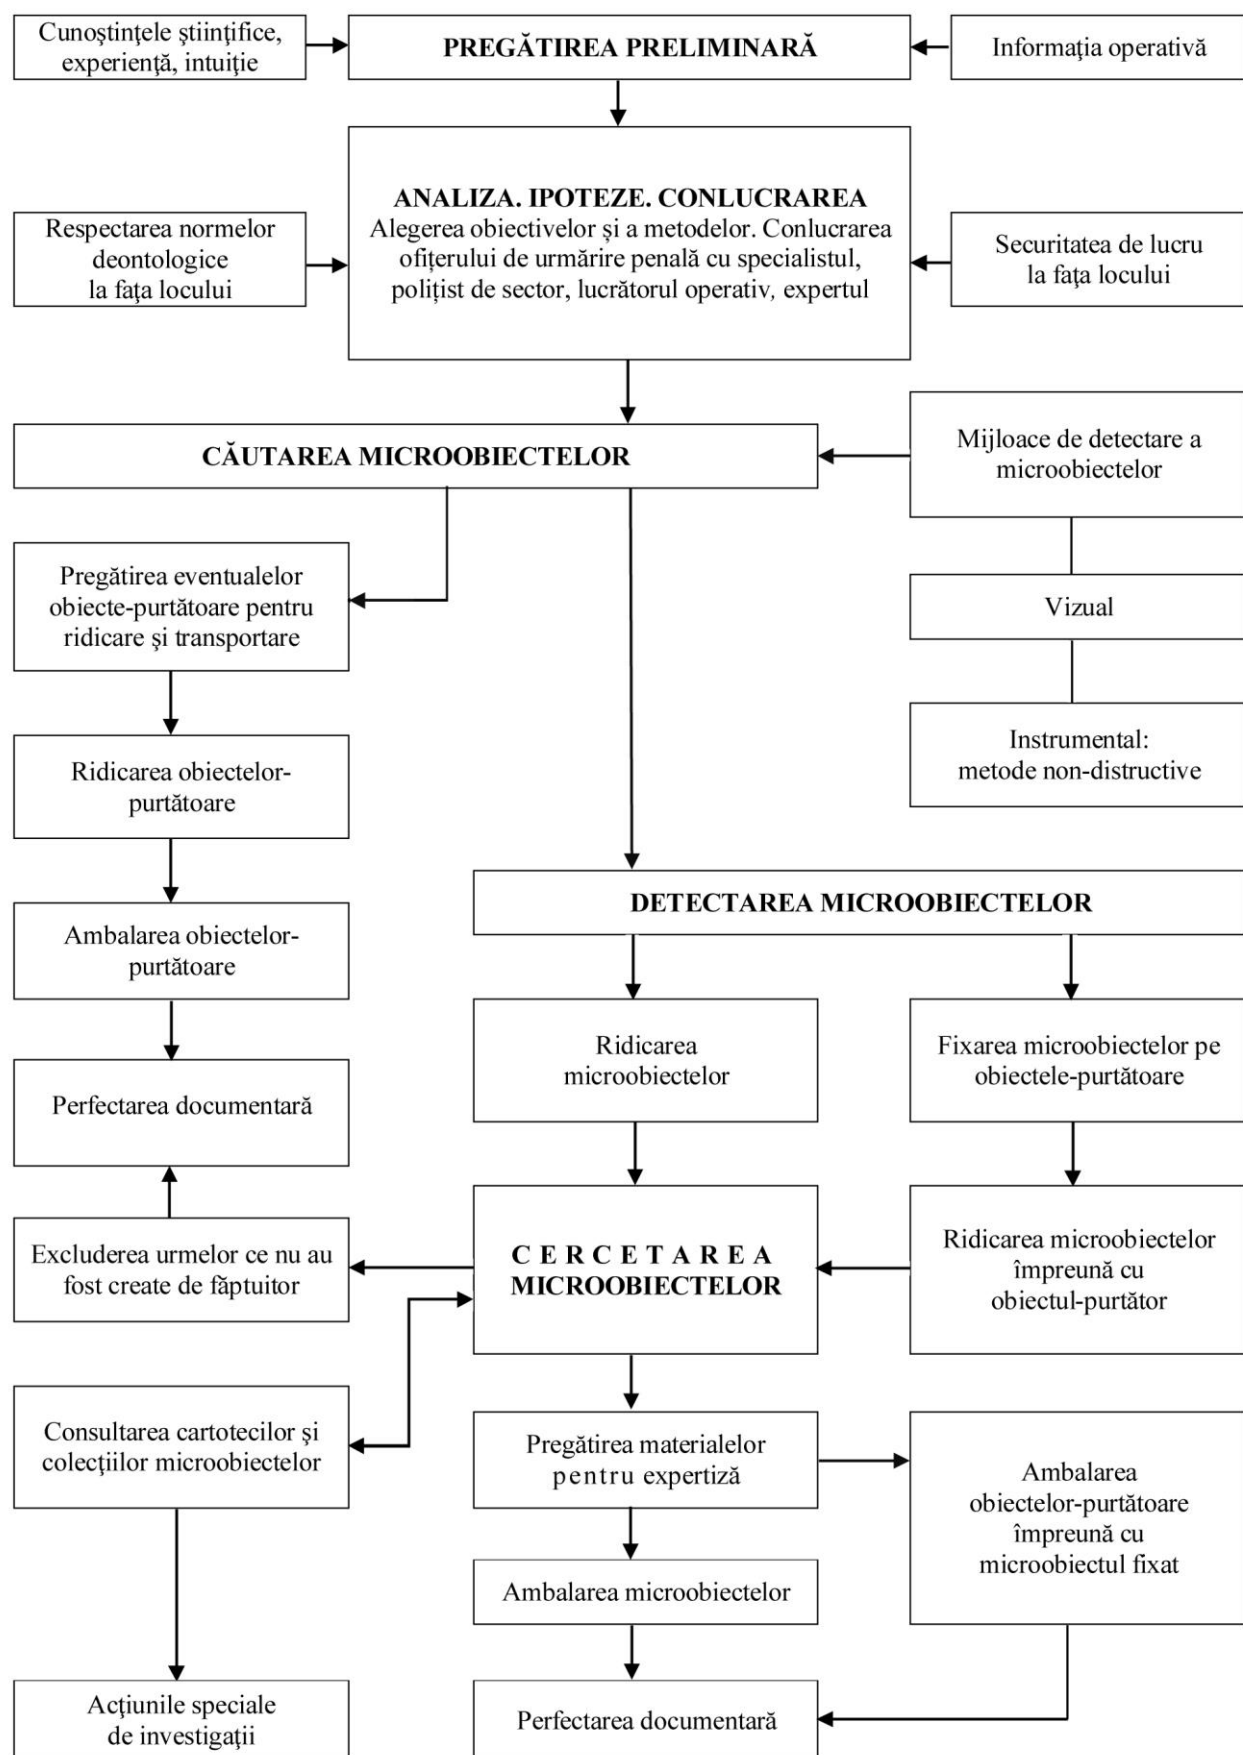 Cunoştinţele ştiinţifice,
experienţă, intuiţie
PREGĂTIREA PRELIMINARĂ
Informaţia operativă
ANALIZA. IPOTEZE. CONLUCRAREA
Alegerea obiectivelor și a metodelor. Conlucrarea
ofițerului de urmărire penală cu specialistul,
polițist de sector, lucrătorul operativ, expertul
Respectarea normelor
deontologice
la faţa locului
Securitatea de lucru
la faţa locului
CĂUTAREA MICROOBIECTELOR
Mijloace de detectare a
microobiectelor
Pregătirea eventualelor
obiecte-purtătoare pentru
ridicare şi transportare
Vizual
Instrumental:
metode non-distructive
Ridicarea obiectelor-
purtătoare
DETECTAREA MICROOBIECTELOR
Ambalarea obiectelor-
purtătoare
Ridicarea
microobiectelor
Fixarea microobiectelor pe
obiectele-purtătoare
Perfectarea documentară
Excluderea urmelor ce nu au
fost create de făptuitor
C E R C E T A R E A
MICROOBIECTELOR
Ridicarea microobiectelor
împreună cu
obiectul-purtător
Consultarea cartotecilor şi
colecţiilor microobiectelor
Pregătirea materialelor
pentru expertiză
Ambalarea
obiectelor-purtătoare
împreună cu
microobiectul fixat
Ambalarea microobiectelor
Acţiunile speciale
de investigaţii
Perfectarea documentară